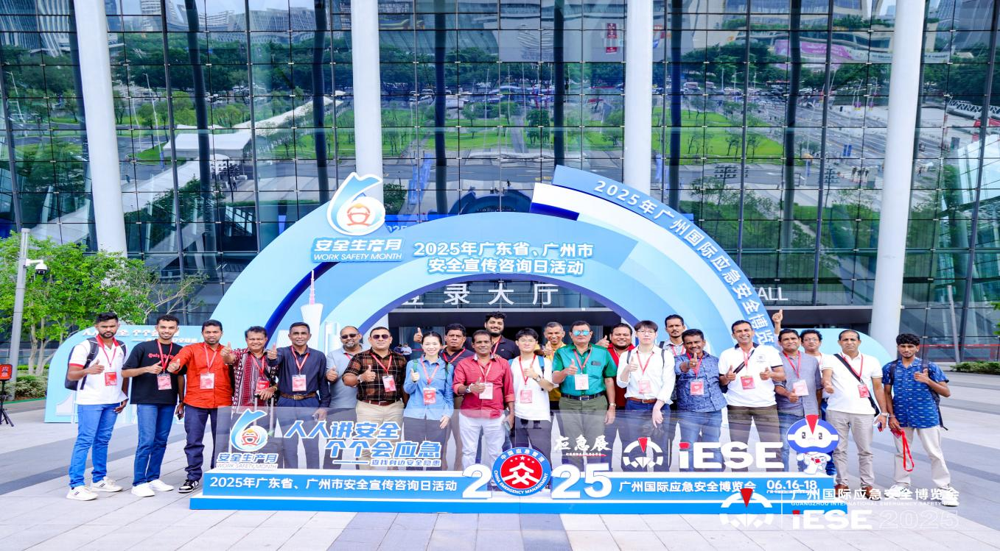 2025年广州国际应急安全博览
安全生产月
WORK SAFETY MONTH
2025年广东省、广州市
安全宣传咨询日活动
登录大厅
ALL
安全生产月
WORK SAFETY MONTH
人人讲安全
个个会应急
——查找身边安全隐患
应急展
iESE
2025年广东省、广州市安全宣传咨询日活动
2025
中国应急管理
CHINA EMERGENCY MANAGEMENT
广州国际应急安全博览会
06.16-18
广州国际应急安全博览会
GUANGZHOU INTERNATIONAL EMERGENCY SAFETY
iESE 2025